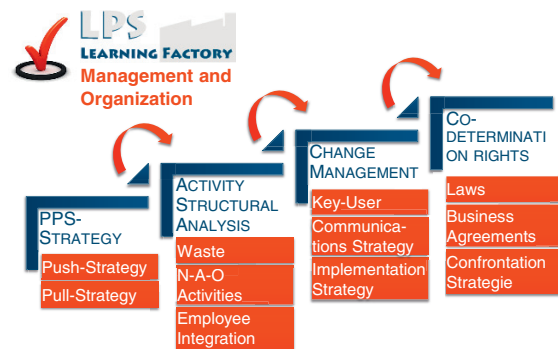 LPS
LEARNING FACTORY
Management and
Organization
PPS-
STRATEGY
Push-Strategy
Pull-Strategy
ACTIVITY
STRUCTURAL
ANALYSIS
Waste
N-A-O
Activities
Employee
Integration
CHANGE
MANAGEMENT
Key-User
Communica-
tions Strategy
Implementation
Strategy
CO-
DETERMINATI
ON RIGHTS
Laws
Business
Agreements
Confrontation
Strategie